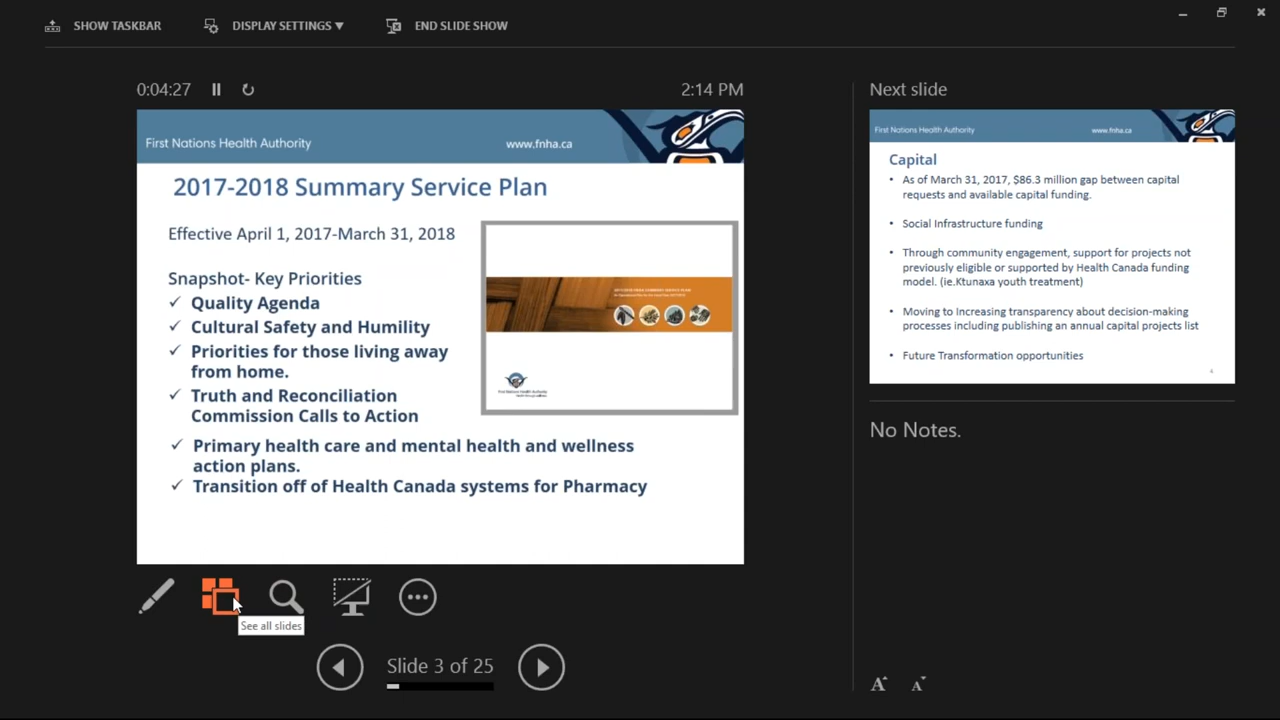 SHOW TASKBAR
DISPLAY SETTINGS ▼
END SLIDE SHOW
0:04:27
2:14 PM
First Nations Health Authority
www.fnha.ca
2017-2018 Summary Service Plan
Effective April 1, 2017-March 31, 2018
Snapshot- Key Priorities
✓ Quality Agenda
✓ Cultural Safety and Humility
✓ Priorities for those living away
from home.
✓ Truth and Reconciliation
Commission Calls to Action
✓ Primary health care and mental health and wellness
action plans.
✓ Transition off of Health Canada systems for Pharmacy
See all slides
Slide 3 of 25
Next slide
First Nations Health Authority
www.fnha.ca
Capital
• As of March 31, 2017, $86.3 million gap between capital
requests and available capital funding.
• Social Infrastructure funding
• Through community engagement, support for projects not
previously eligible or supported by Health Canada funding
model. (ie.Ktunaxa youth treatment)
• Moving to Increasing transparency about decision-making
processes including publishing an annual capital projects list
• Future Transformation opportunities
No Notes.
A
A